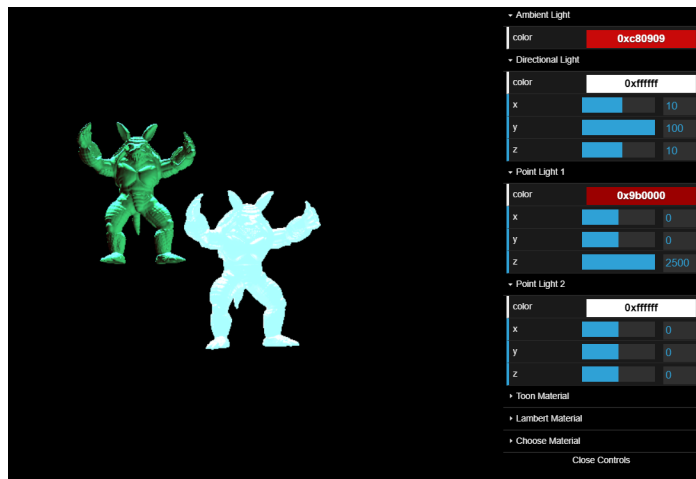 Ambient Light
color 0xc80909
Directional Light
color 0xffffff
x 10
y 100
z 10
Point Light 1
color 0x9b0000
x 0
y 0
z 2500
Point Light 2
color 0xffffff
x 0
y 0
z 0
Toon Material
Lambert Material
Choose Material
Close Controls